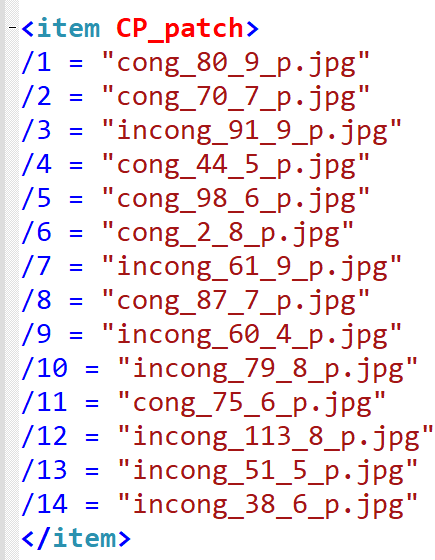 <item CP_patch>
/1 = "cong_80_9_p.jpg"
/2 = "cong_70_7_p.jpg"
/3 = "incong_91_9_p.jpg"
/4 = "cong_44_5_p.jpg"
/5 = "cong_98_6_p.jpg"
/6 = "cong_2_8_p.jpg"
/7 = "incong_61_9_p.jpg"
/8 = "cong_87_7_p.jpg"
/9 = "incong_60_4_p.jpg"
/10 = "incong_79_8_p.jpg"
/11 = "cong_75_6_p.jpg"
/12 = "incong_113_8_p.jpg"
/13 = "incong_51_5_p.jpg"
/14 = "incong_38_6_p.jpg"
</item>